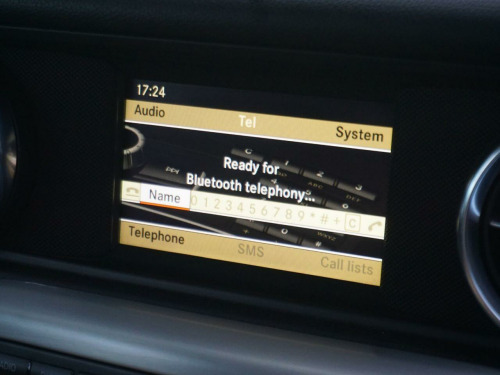 17:24
Audio Tel System
Ready for
Bluetooth telephony...
Name 0 1 2 3 4 5 6 7 8 9 * # + C
Telephone SMS Call lists